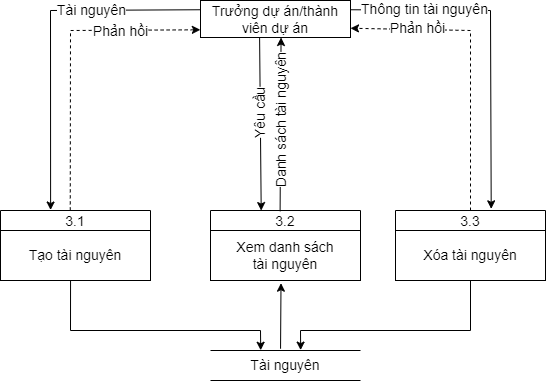 Tài nguyên
Trưởng dự án/thành
viên dự án
Thông tin tài nguyên
Phản hồi
Phản hồi
Yêu cầu
Danh sách tài nguyên
3.1
Tạo tài nguyên
3.2
Xem danh sách
tài nguyên
3.3
Xóa tài nguyên
Tài nguyên